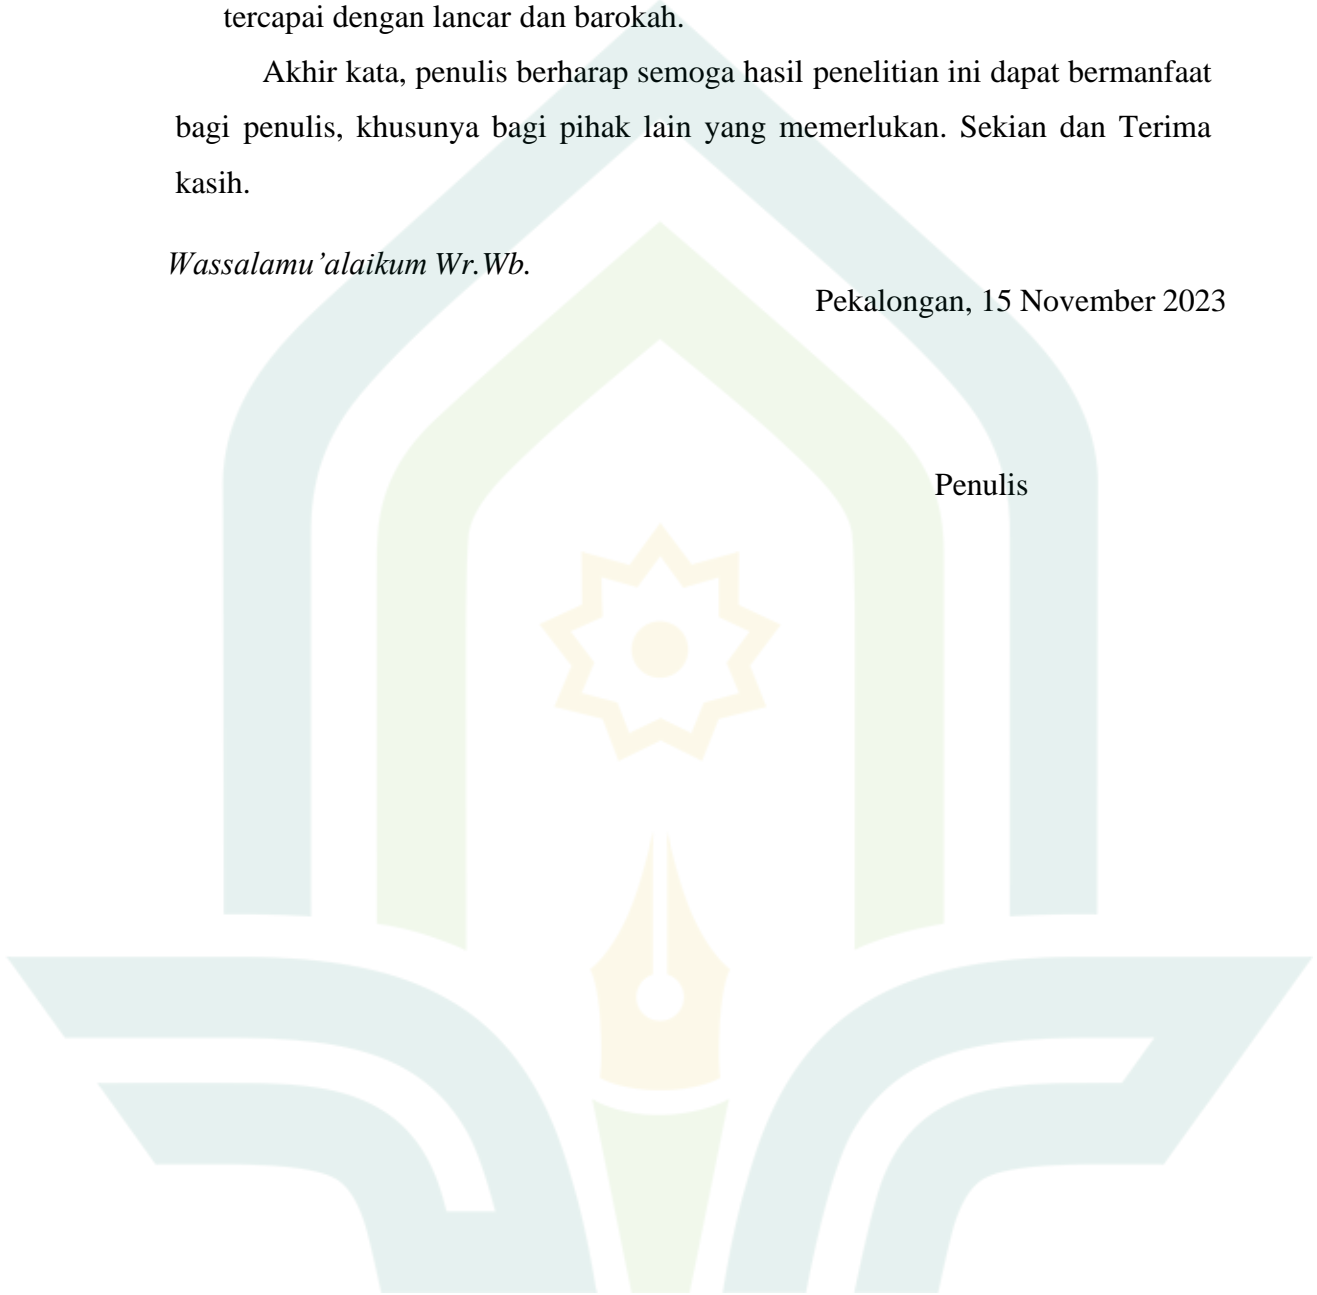 tercapai dengan lancar dan barokah.
Akhir kata, penulis berharap semoga hasil penelitian ini dapat bermanfaat
bagi penulis, khusunya bagi pihak lain yang memerlukan. Sekian dan Terima
kasih.
Wassalamu’alaikum Wr.Wb.
Pekalongan, 15 November 2023
Penulis